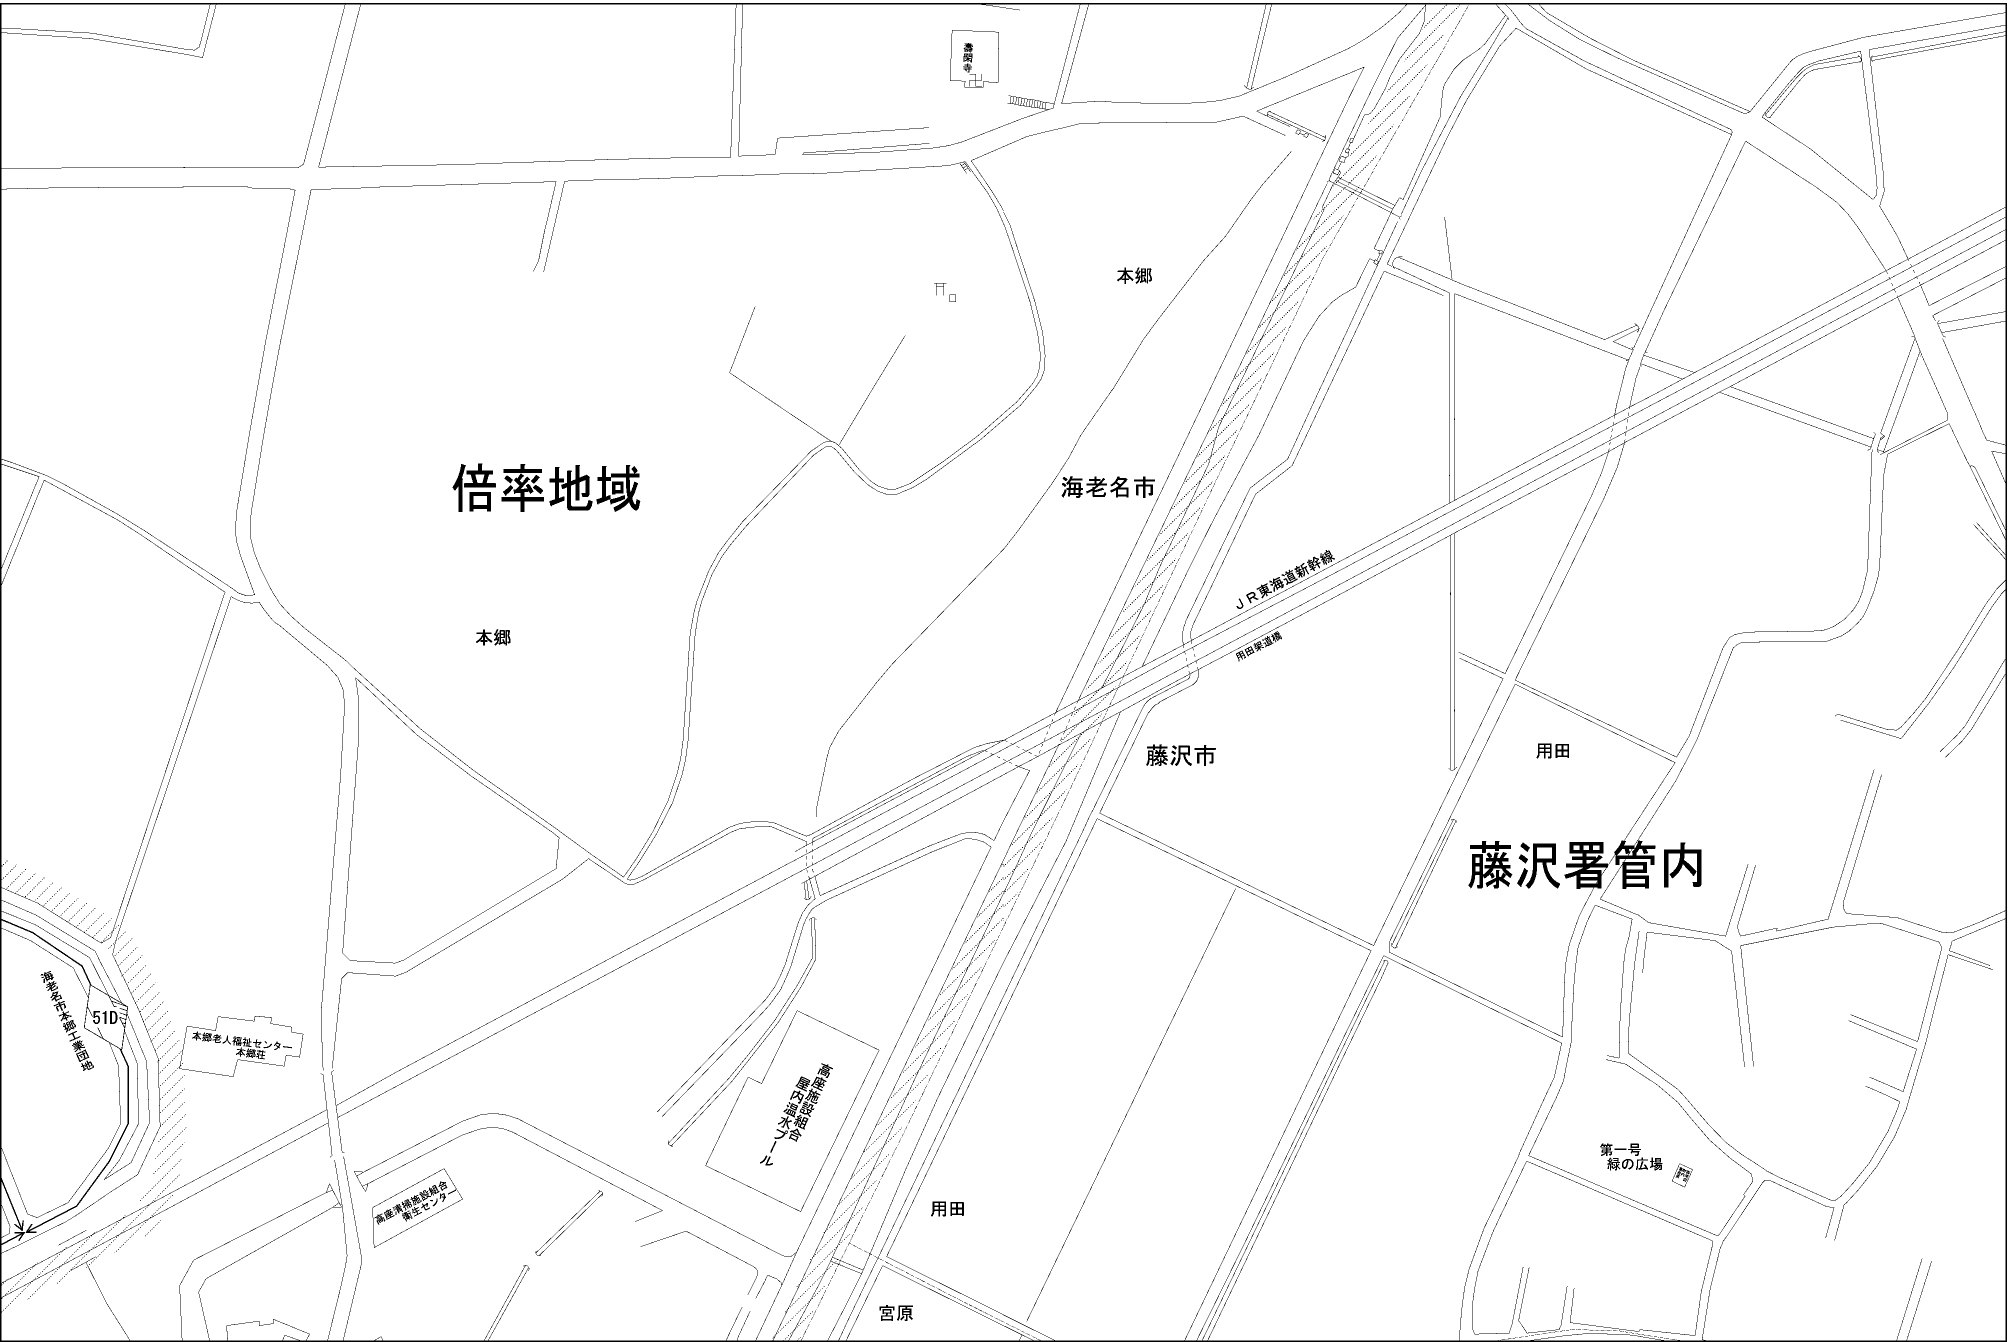 壽閑寺
本郷
倍率地域
海老名市
JR東海道新幹線
用田架道橋
本郷
藤沢市
用田
藤沢署管内
海老名市本郷工業団地
51D
本郷老人福祉センター
本郷荘
高座施設組合
屋内温水プール
第一号
緑の広場
高座清掃施設組合
衛生センター
用田
宮原